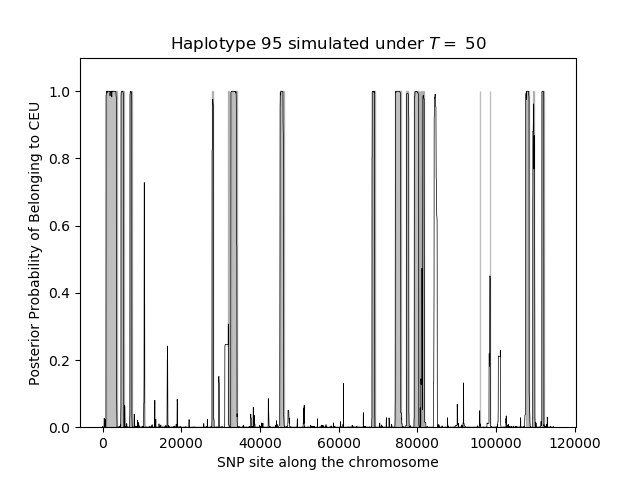 Haplotype 95 simulated under T = 50
Posterior Probability of Belonging to CEU
1.0
0.8
0.6
0.4
0.2
0.0
0 20000 40000 60000 80000 100000 120000
SNP site along the chromosome